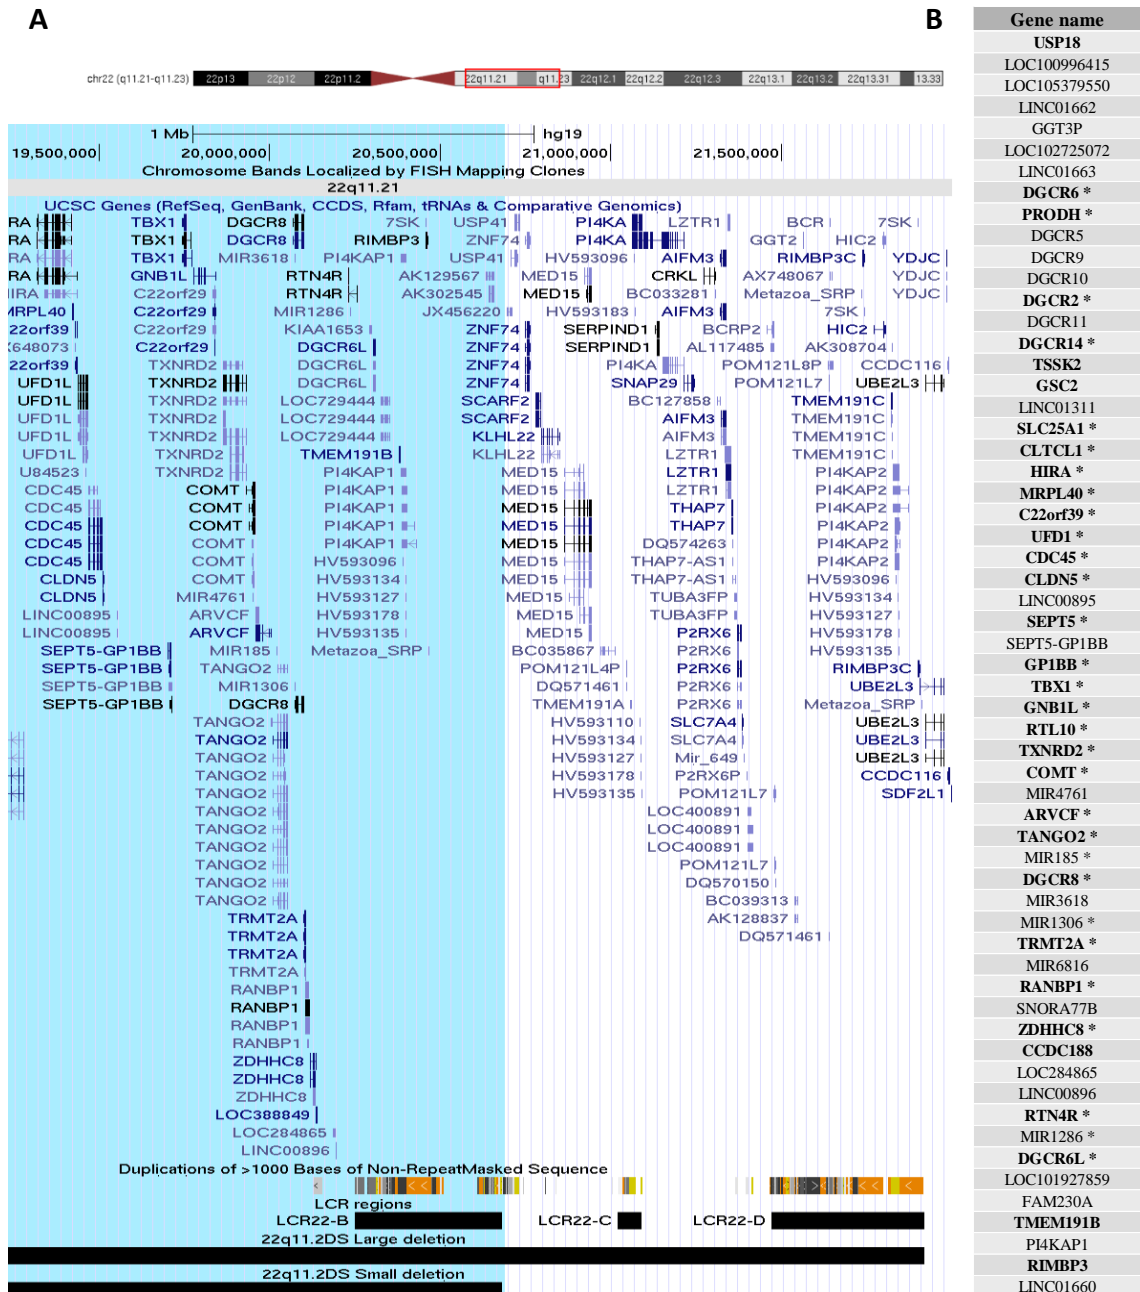 A
B
chr22 (q11.21-q11.23) 22p13 22p12 22p11.2 22q11.21 q11.23 22q12.1 22q12.2 22q12.3 22q13.1 22q13.2 22q13.31 13.33
1 Mb hg19
19,500,000 20,000,000 20,500,000 21,000,000 21,500,000
Chromosome Bands Localized by FISH Mapping Clones
22q11.21
UCSC Genes (RefSeq, GenBank, CCDS, Rfam, tRNAs & Comparative Genomics)
RA TBX1 DGCR8 7SK USP41 PI4KA LZTR1 BCR 7SK
RA TBX1 DGCR8 RIMBP3 ZNF74 PI4KA GGT2 HIC2
RA TBX1 MIR3618 PI4KAP1 USP41 HV593096 AIFM3 RIMBP3C YDJC
RA GNB1L RTN4R AK129567 MED15 CRKL AX748067 YDJC
HIRA C22orf29 RTN4R AK302545 MED15 BC033281 Metazoa_SRP YDJC
MRPL40 C22orf29 MIR1286 JX456220 HV593183 AIFM3 7SK
22orf39 C22orf29 KIAA1653 ZNF74 SERPIND1 BCRP2 HIC2
X648073 C22orf29 DGCR6L ZNF74 SERPIND1 AL117485 AK308704
22orf39 TXNRD2 DGCR6L ZNF74 PI4KA POM121L8P CCDC116
UFD1L TXNRD2 DGCR6L ZNF74 SNAP29 POM121L7 UBE2L3
UFD1L TXNRD2 LOC729444 SCARF2 BC127858 TMEM191C
UFD1L TXNRD2 LOC729444 SCARF2 AIFM3 TMEM191C
UFD1L TXNRD2 LOC729444 KLHL22 AIFM3 TMEM191C
UFD1L TXNRD2 TMEM191B KLHL22 LZTR1 TMEM191C
U84523 TXNRD2 PI4KAP1 MED15 LZTR1 PI4KAP2
CDC45 COMT PI4KAP1 MED15 LZTR1 PI4KAP2
CDC45 COMT PI4KAP1 MED15 THAP7 PI4KAP2
CDC45 COMT PI4KAP1 MED15 THAP7 PI4KAP2
CDC45 COMT PI4KAP1 MED15 DQ574263 PI4KAP2
CDC45 COMT HV593096 MED15 THAP7-AS1 PI4KAP2
CLDN5 COMT HV593134 MED15 THAP7-AS1 HV593096
CLDN5 MIR4761 HV593127 MED15 TUBA3FP HV593134
LINC00895 ARVCF HV593178 MED15 TUBA3FP HV593127
LINC00895 ARVCF HV593135 MED15 P2RX6 HV593178
SEPT5-GP1BB MIR185 Metazoa_SRP BC035867 P2RX6 HV593135
SEPT5-GP1BB TANGO2 POM121L4P P2RX6 RIMBP3C
SEPT5-GP1BB MIR1306 DQ571461 P2RX6 UBE2L3
SEPT5-GP1BB DGCR8 TMEM191A P2RX6 Metazoa_SRP
TANGO2 HV593110 SLC7A4 UBE2L3
TANGO2 HV593134 SLC7A4 UBE2L3
TANGO2 HV593127 Mir_649 UBE2L3
TANGO2 HV593178 P2RX6P CCDC116
TANGO2 HV593135 POM121L7 SDF2L1
TANGO2 LOC400891
TANGO2 LOC400891
TANGO2 LOC400891
TANGO2 POM121L7
TANGO2 DQ570150
TANGO2 BC039313
TRMT2A AK128837
TRMT2A DQ571461
TRMT2A
TRMT2A
RANBP1
RANBP1
RANBP1
RANBP1
ZDHHC8
ZDHHC8
ZDHHC8
LOC388849
LOC284865
LINC00896
Duplications of >1000 Bases of Non-RepeatMasked Sequence
LCR regions
LCR22-B LCR22-C LCR22-D
22q11.2DS Large deletion
22q11.2DS Small deletion
Gene name
USP18
LOC100996415
LOC105379550
LINC01662
GGT3P
LOC102725072
LINC01663
DGCR6 *
PRODH *
DGCR5
DGCR9
DGCR10
DGCR2 *
DGCR11
DGCR14 *
TSSK2
GSC2
LINC01311
SLC25A1 *
CLTCL1 *
HIRA *
MRPL40 *
C22orf39 *
UFD1 *
CDC45 *
CLDN5 *
LINC00895
SEPT5 *
SEPT5-GP1BB
GP1BB *
TBX1 *
GNB1L *
RTL10 *
TXNRD2 *
COMT *
MIR4761
ARVCF *
TANGO2 *
MIR185 *
DGCR8 *
MIR3618
MIR1306 *
TRMT2A *
MIR6816
RANBP1 *
SNORA77B
ZDHHC8 *
CCDC188
LOC284865
LINC00896
RTN4R *
MIR1286 *
DGCR6L *
LOC101927859
FAM230A
TMEM191B
PI4KAP1
RIMBP3
LINC01660